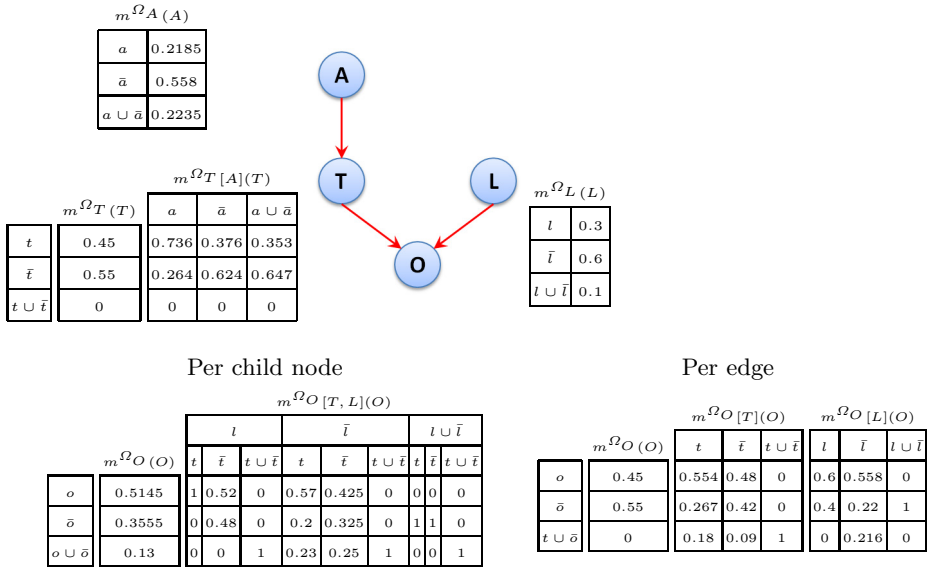 m^{Ω_A}(A)
a 0.2185
ā 0.558
a ∪ ā 0.2235
A
T
L
O
m^{Ω_T}(T)
m^{Ω_T}[A](T)
a ā a ∪ ā
t 0.45 0.736 0.376 0.353
t̄ 0.55 0.264 0.624 0.647
t ∪ t̄ 0 0 0 0
m^{Ω_L}(L)
l 0.3
l̄ 0.6
l ∪ l̄ 0.1
Per child node
m^{Ω_O}[T, L](O)
l l̄ l ∪ l̄
m^{Ω_O}(O) t t̄ t ∪ t̄ t t̄ t ∪ t̄ t t̄ t ∪ t̄
o 0.5145 1 0.52 0 0.57 0.425 0 0 0 0
ō 0.3555 0 0.48 0 0.2 0.325 0 1 1 0
o ∪ ō 0.13 0 0 1 0.23 0.25 1 0 0 1
Per edge
m^{Ω_O}[T](O) m^{Ω_O}[L](O)
m^{Ω_O}(O) t t̄ t ∪ t̄ l l̄ l ∪ l̄
o 0.45 0.554 0.48 0 0.6 0.558 0
ō 0.55 0.267 0.42 0 0.4 0.22 1
t ∪ ō 0 0.18 0.09 1 0 0.216 0